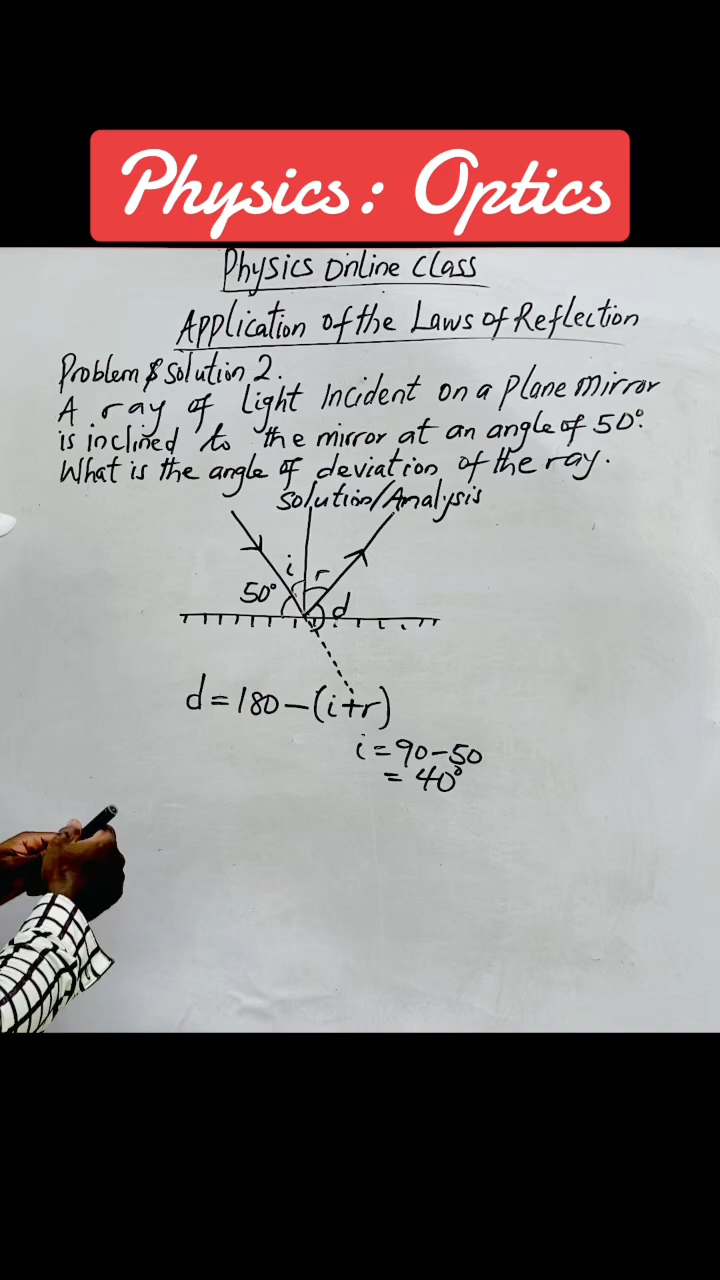 Physics: Optics
Physics Online Class
Application of the Laws of Reflection
Problem & Solution 2.
A ray of Light Incident on a plane mirror
is inclined to the mirror at an angle of 50°.
What is the angle of deviation of the ray.
Solution/Analysis
i r
50° d
d = 180 - (i+r)
i = 90 - 50
= 40°